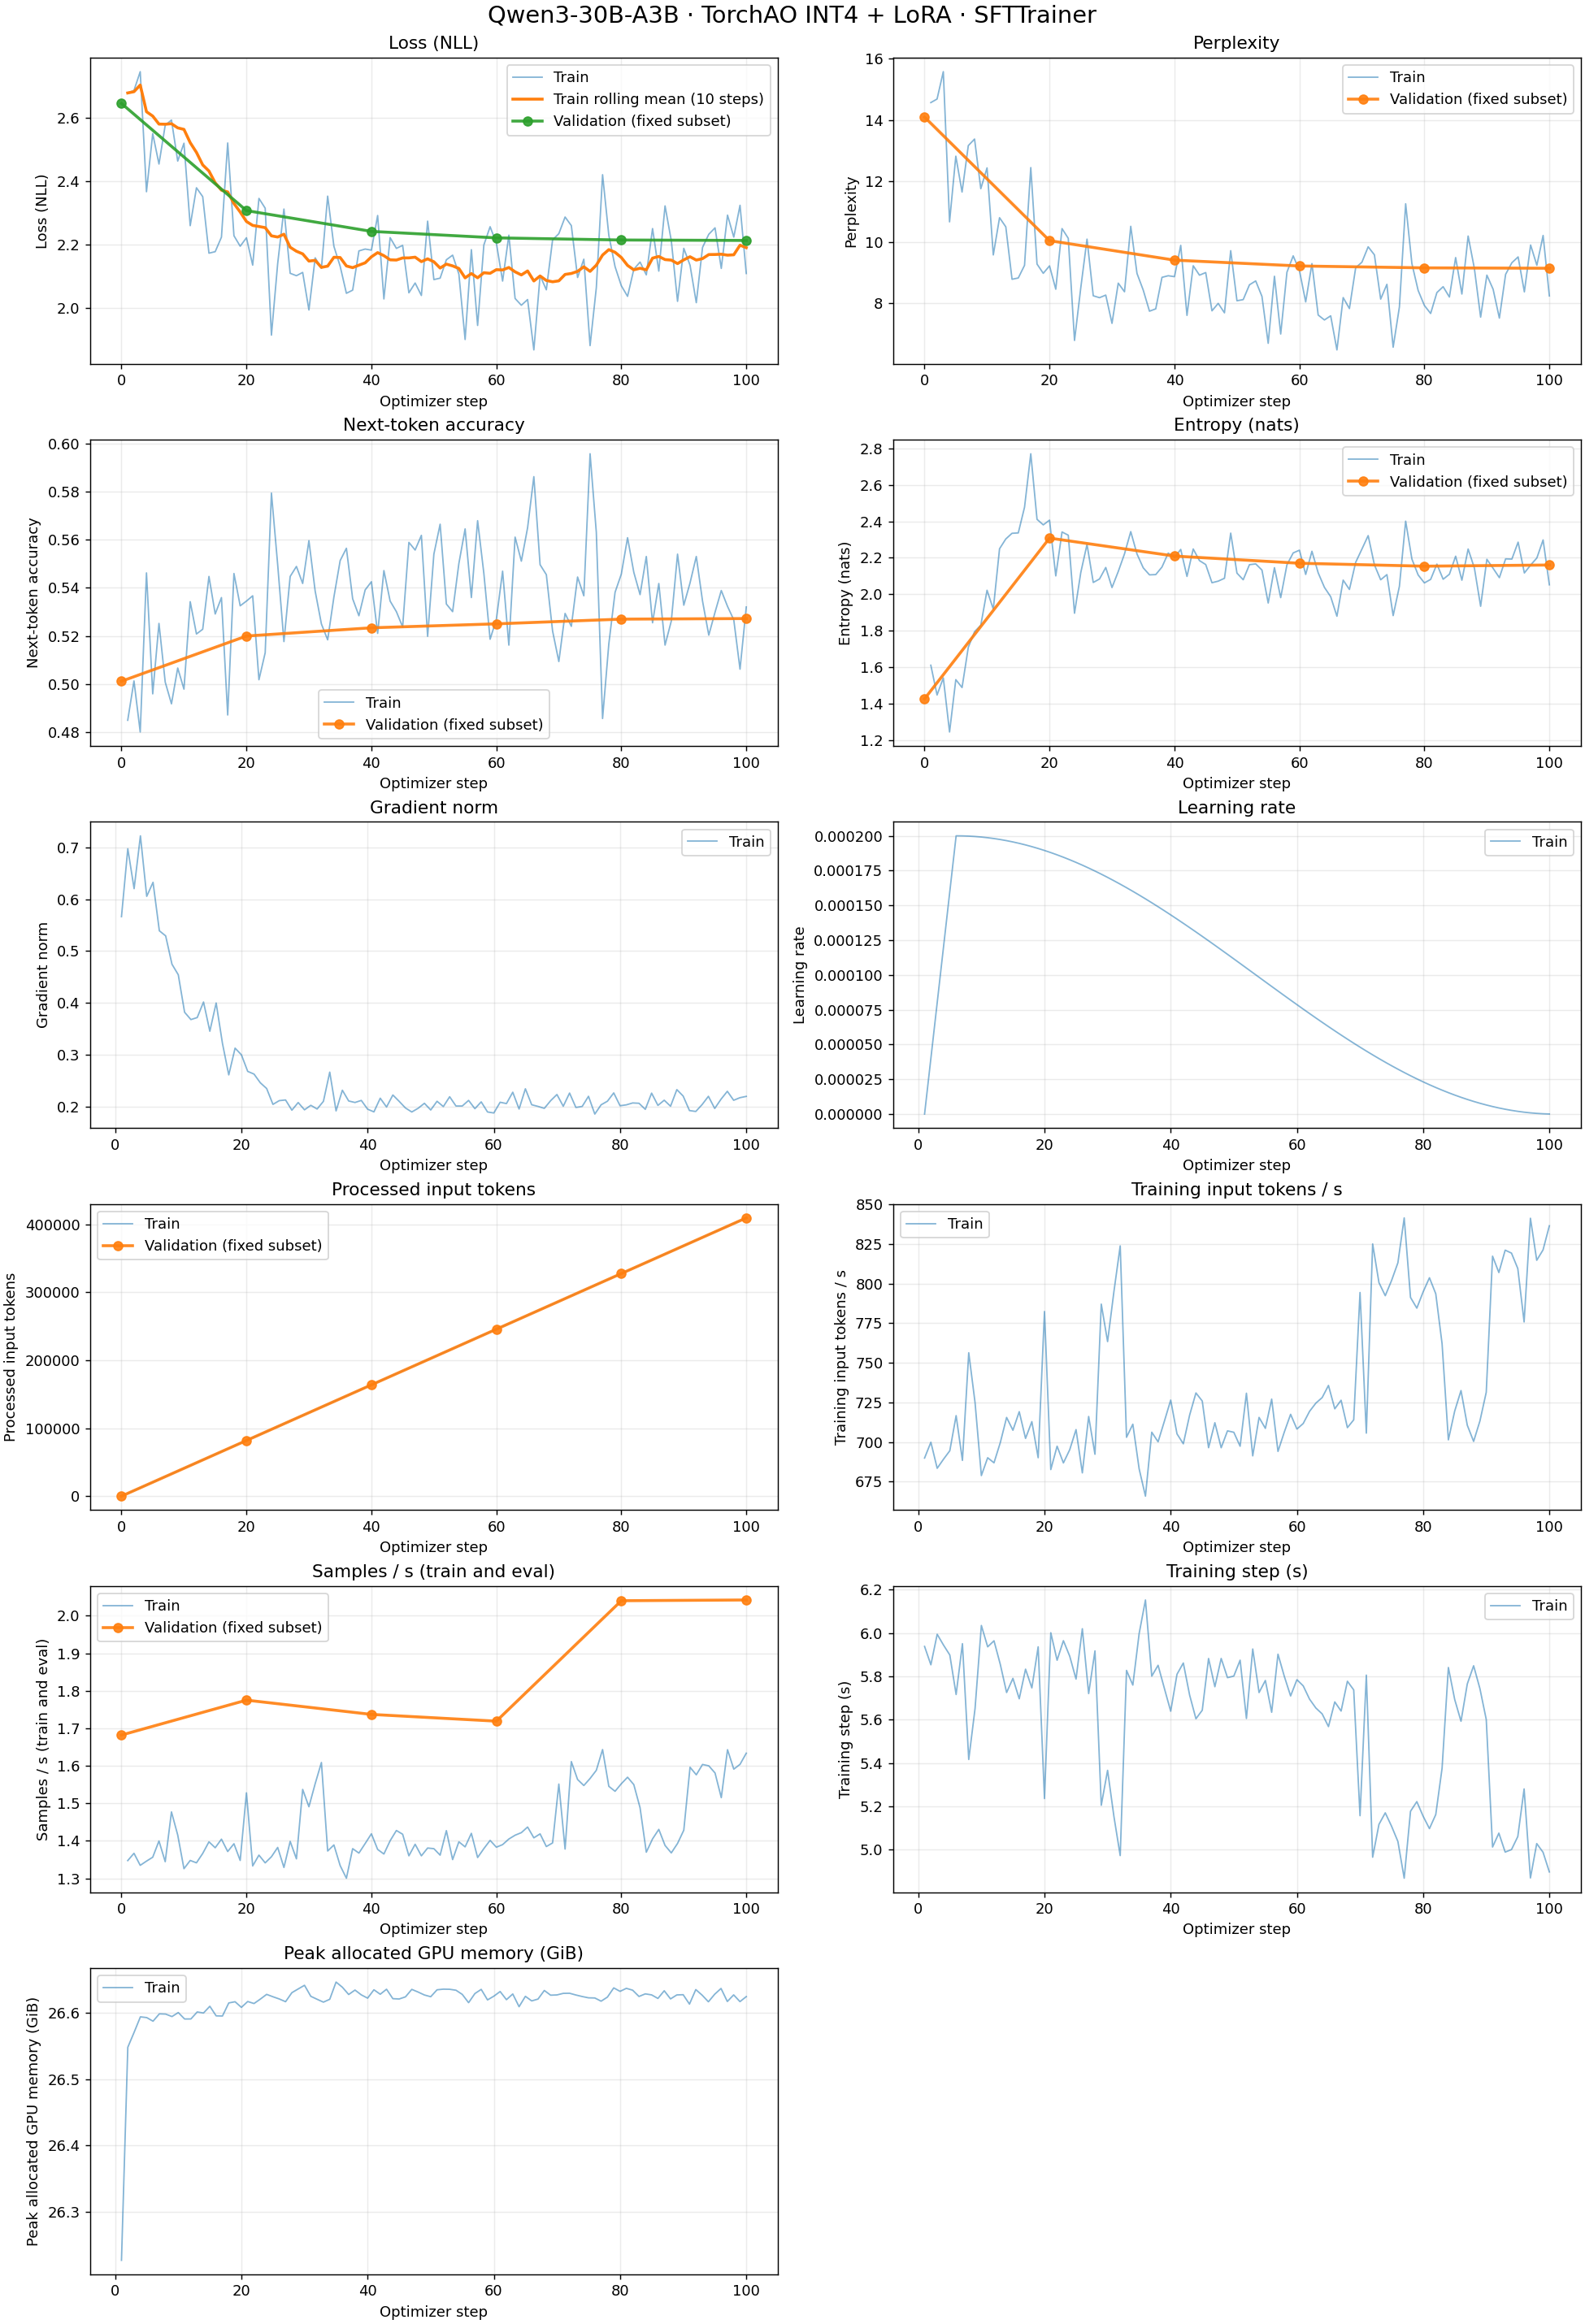 Qwen3-30B-A3B · TorchAO INT4 + LoRA · SFTTrainer
Loss (NLL)
Loss (NLL)
2.6
2.4
2.2
2.0
Train
Train rolling mean (10 steps)
Validation (fixed subset)
0 20 40 60 80 100
Optimizer step
Perplexity
Perplexity
16
14
12
10
8
Train
Validation (fixed subset)
0 20 40 60 80 100
Optimizer step
Next-token accuracy
Next-token accuracy
0.60
0.58
0.56
0.54
0.52
0.50
0.48
Train
Validation (fixed subset)
0 20 40 60 80 100
Optimizer step
Entropy (nats)
Entropy (nats)
2.8
2.6
2.4
2.2
2.0
1.8
1.6
1.4
1.2
Train
Validation (fixed subset)
0 20 40 60 80 100
Optimizer step
Gradient norm
Gradient norm
0.7
0.6
0.5
0.4
0.3
0.2
Train
0 20 40 60 80 100
Optimizer step
Learning rate
Learning rate
0.000200
0.000175
0.000150
0.000125
0.000100
0.000075
0.000050
0.000025
0.000000
Train
0 20 40 60 80 100
Optimizer step
Processed input tokens
Processed input tokens
400000
300000
200000
100000
0
Train
Validation (fixed subset)
0 20 40 60 80 100
Optimizer step
Training input tokens / s
Training input tokens / s
850
825
800
775
750
725
700
675
Train
0 20 40 60 80 100
Optimizer step
Samples / s (train and eval)
Samples / s (train and eval)
2.0
1.9
1.8
1.7
1.6
1.5
1.4
1.3
Train
Validation (fixed subset)
0 20 40 60 80 100
Optimizer step
Training step (s)
Training step (s)
6.2
6.0
5.8
5.6
5.4
5.2
5.0
Train
0 20 40 60 80 100
Optimizer step
Peak allocated GPU memory (GiB)
Peak allocated GPU memory (GiB)
26.6
26.5
26.4
26.3
Train
0 20 40 60 80 100
Optimizer step